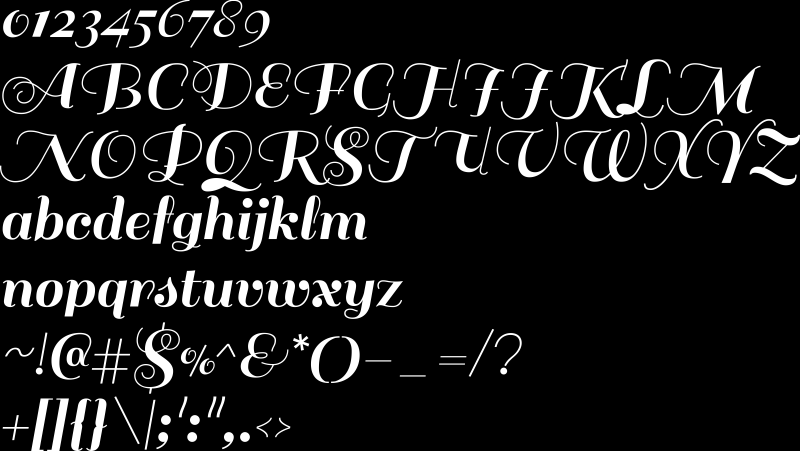 0123456789
ABCDEFGHIJKLM
NOPQRSTUVWXYZ
abcdefghijklm
nopqrstuvwxyz
~!@#$%^&*()-_=/?
+[]{}\|;':",.<>